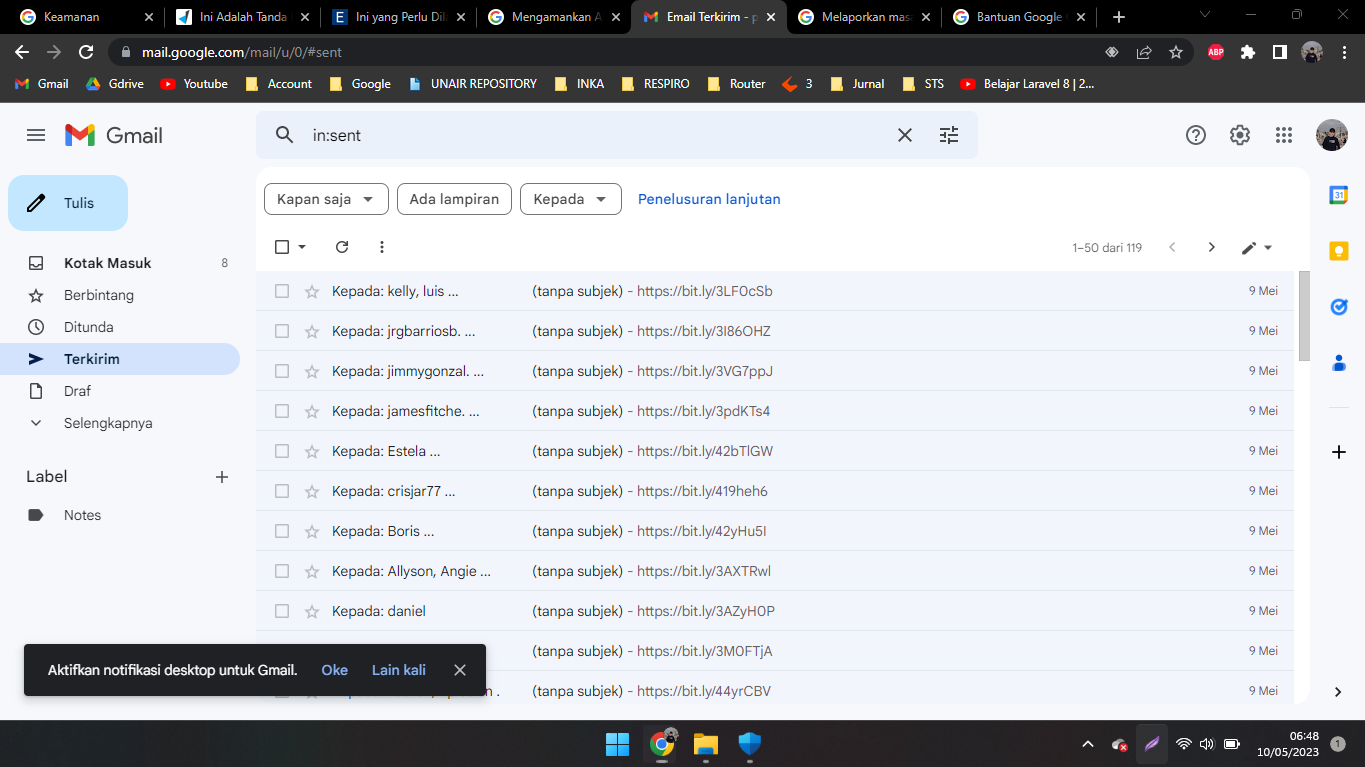 Keamanan
Ini Adalah Tanda
Ini yang Perlu Dil
Mengamankan A
Email Terkirim - p
Melaporkan mas
Bantuan Google
mail.google.com/mail/u/0/#sent
ABP
Gmail
Gdrive
Youtube
Account
Google
UNAIR REPOSITORY
INKA
RESPIRO
Router
3
Jurnal
STS
Belajar Laravel 8 | 2...
Gmail
in:sent
Tulis
Kapan saja
Ada lampiran
Kepada
Penelusuran lanjutan
1–50 dari 119
31
Kotak Masuk 8
Berbintang
Ditunda
Terkirim
Draf
Selengkapnya
Label
Notes
Kepada: kelly, luis ... (tanpa subjek) - https://bit.ly/3LF0cSb 9 Mei
Kepada: jrgbarriosb. ... (tanpa subjek) - https://bit.ly/3I86OHZ 9 Mei
Kepada: jimmygonzal. ... (tanpa subjek) - https://bit.ly/3VG7ppJ 9 Mei
Kepada: jamesfitche. ... (tanpa subjek) - https://bit.ly/3pdKTs4 9 Mei
Kepada: Estela ... (tanpa subjek) - https://bit.ly/42bTlGW 9 Mei
Kepada: crisjar77 ... (tanpa subjek) - https://bit.ly/419heh6 9 Mei
Kepada: Boris ... (tanpa subjek) - https://bit.ly/42yHu5I 9 Mei
Kepada: Allyson, Angie ... (tanpa subjek) - https://bit.ly/3AXTRwl 9 Mei
Kepada: daniel (tanpa subjek) - https://bit.ly/3AZyH0P 9 Mei
(tanpa subjek) - https://bit.ly/3M0FTjA 9 Mei
(tanpa subjek) - https://bit.ly/44yrCBV 9 Mei
Aktifkan notifikasi desktop untuk Gmail. Oke Lain kali
06:48
10/05/2023
1